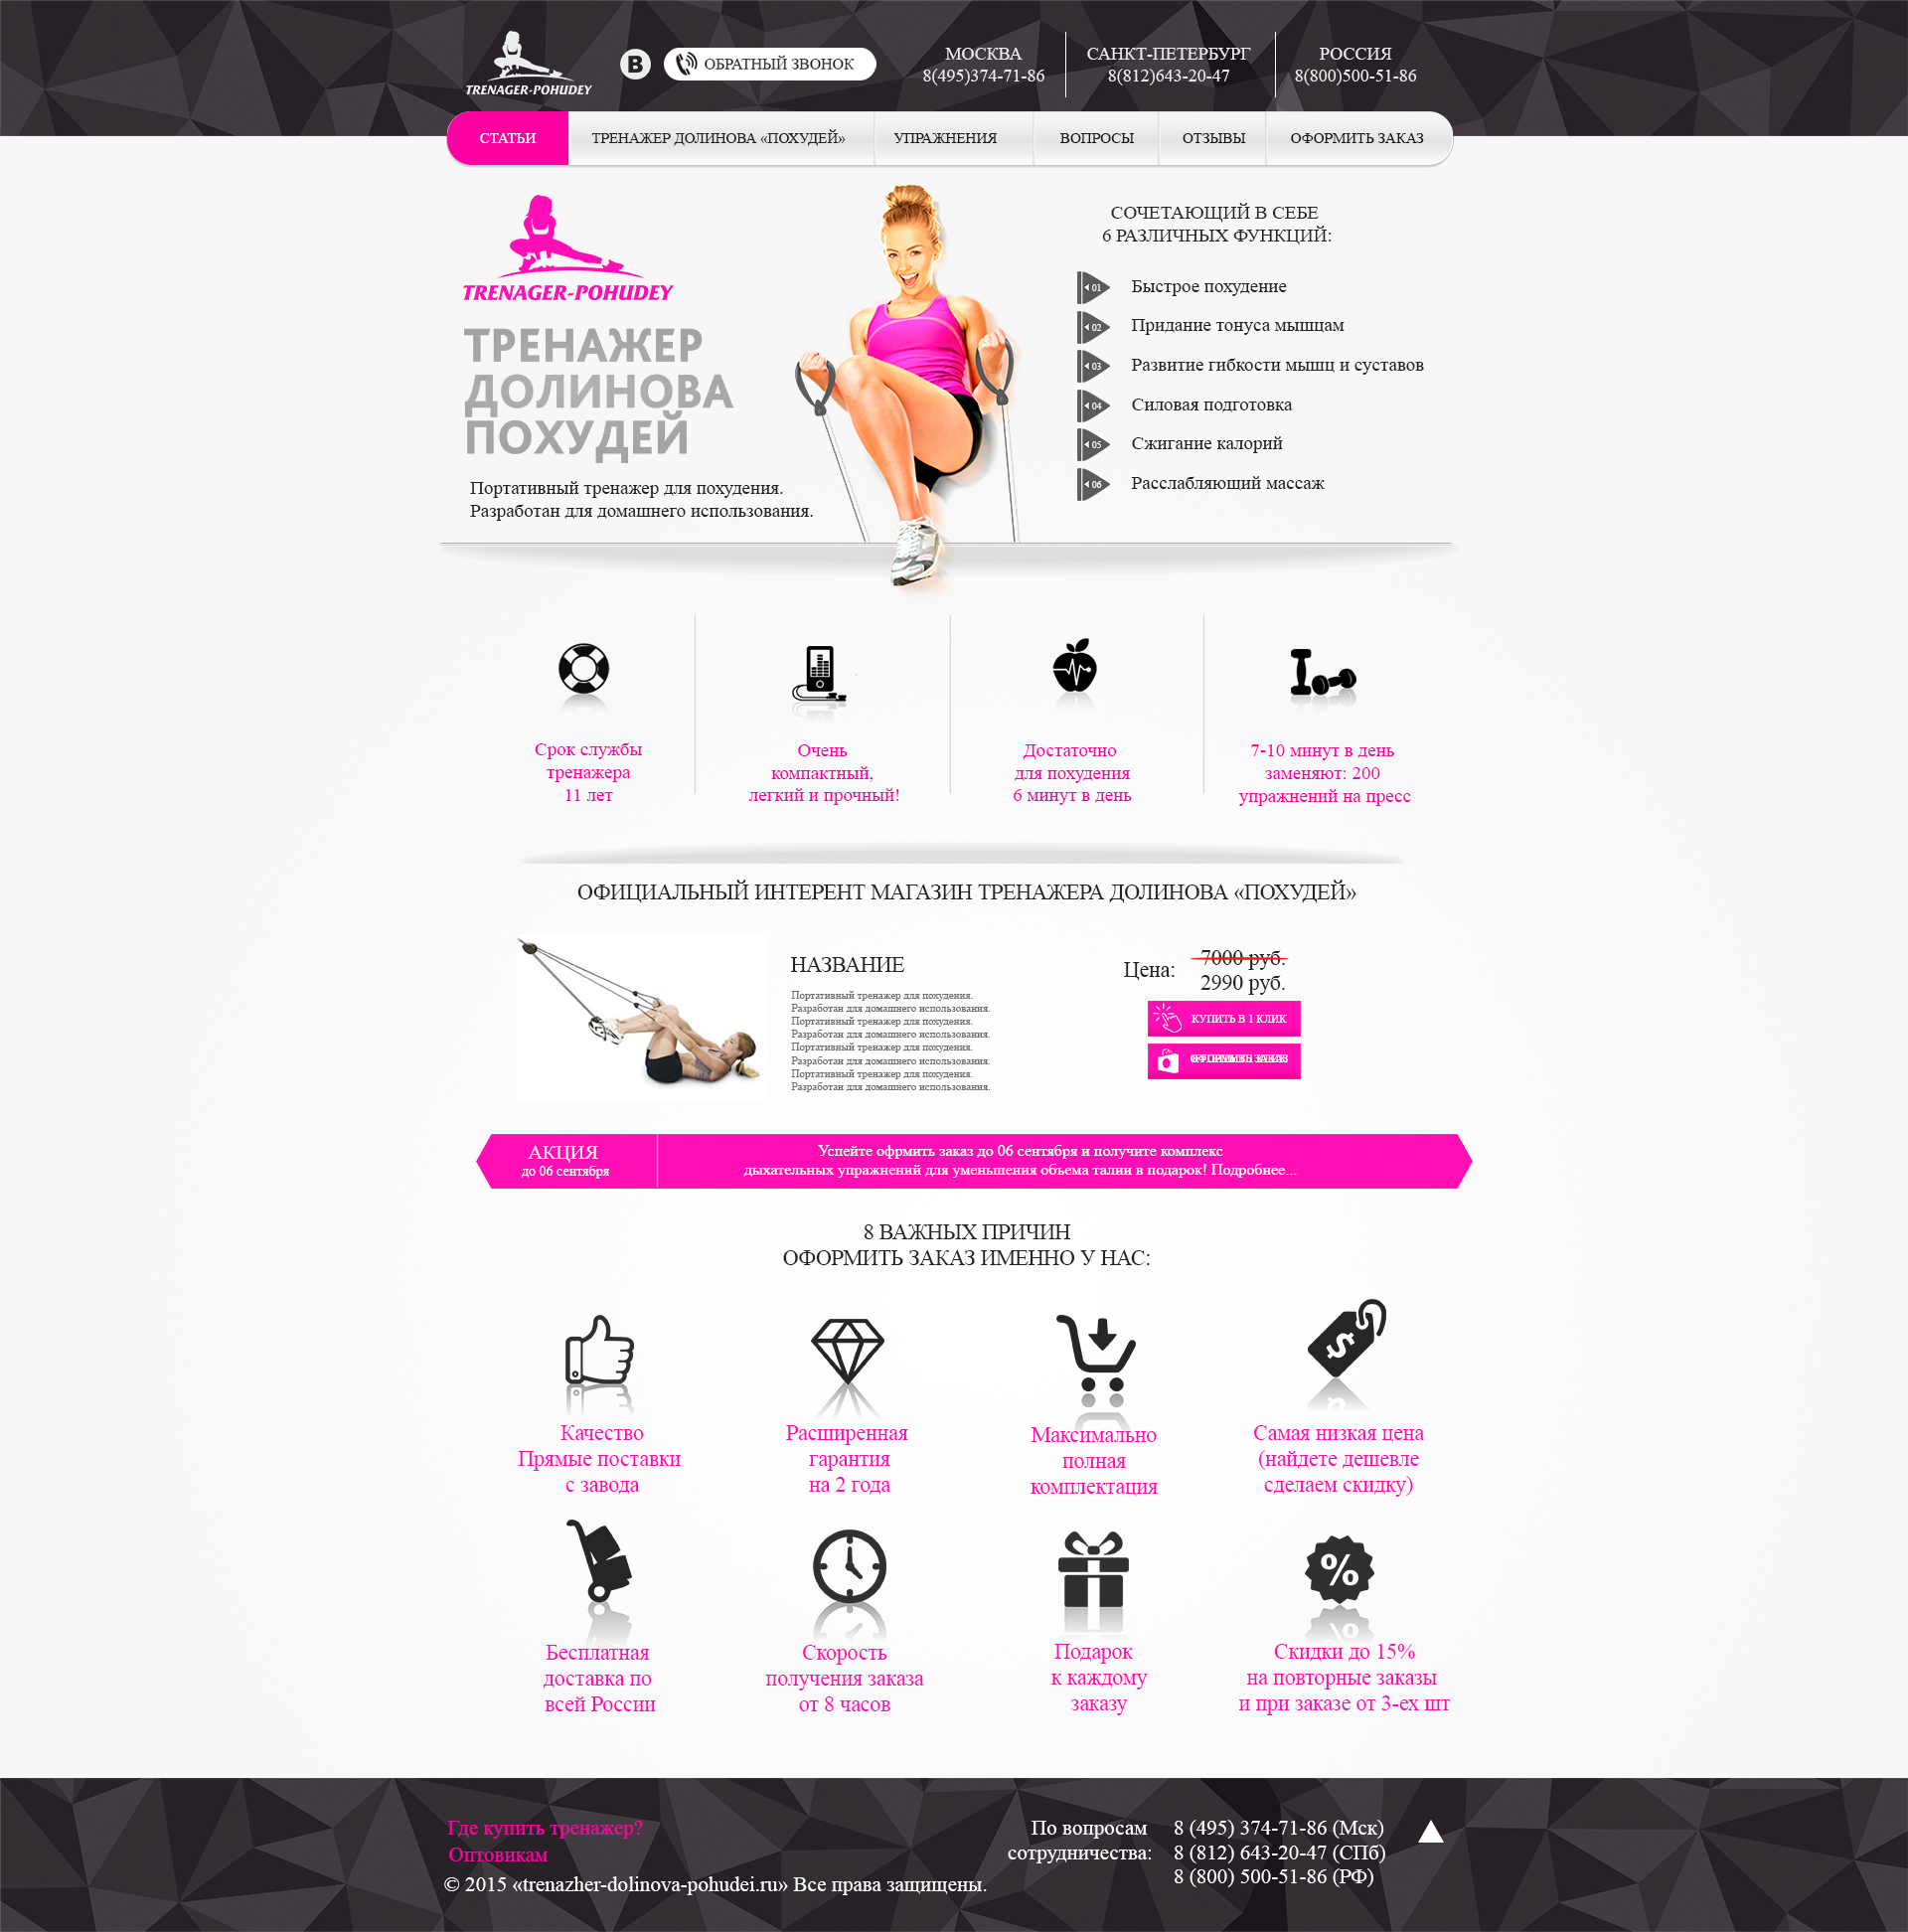 TRENAGER-POHUDEY
В
ОБРАТНЫЙ ЗВОНОК
МОСКВА
8(495)374-71-86
САНКТ-ПЕТЕРБУРГ
8(812)643-20-47
РОССИЯ
8(800)500-51-86
СТАТЬИ
ТРЕНАЖЕР ДОЛИНОВА «ПОХУДЕЙ»
УПРАЖНЕНИЯ
ВОПРОСЫ
ОТЗЫВЫ
ОФОРМИТЬ ЗАКАЗ
TRENAGER-POHUDEY
ТРЕНАЖЕР
ДОЛИНОВА
ПОХУДЕЙ
Портативный тренажер для похудения.
Разработан для домашнего использования.
СОЧЕТАЮЩИЙ В СЕБЕ
6 РАЗЛИЧНЫХ ФУНКЦИЙ:
01 Быстрое похудение
02 Придание тонуса мышцам
03 Развитие гибкости мышц и суставов
04 Силовая подготовка
05 Сжигание калорий
06 Расслабляющий массаж
Срок службы
тренажера
11 лет
Очень
компактный,
легкий и прочный!
Достаточно
для похудения
6 минут в день
7-10 минут в день
заменяют: 200
упражнений на пресс
ОФИЦИАЛЬНЫЙ ИНТЕРЕНТ МАГАЗИН ТРЕНАЖЕРА ДОЛИНОВА «ПОХУДЕЙ»
НАЗВАНИЕ
Портативный тренажер для похудения.
Разработан для домашнего использования.
Портативный тренажер для похудения.
Разработан для домашнего использования.
Портативный тренажер для похудения.
Разработан для домашнего использования.
Портативный тренажер для похудения.
Разработан для домашнего использования.
Цена:
7000 руб.
2990 руб.
КУПИТЬ В 1 КЛИК
АКЦИЯ
до 06 сентября
Успейте офрмить заказ до 06 сентября и получите комплекс
дыхательных упражнений для уменьшения объема талии в подарок! Подробнее...
8 ВАЖНЫХ ПРИЧИН
ОФОРМИТЬ ЗАКАЗ ИМЕННО У НАС:
$
Качество
Прямые поставки
с завода
Расширенная
гарантия
на 2 года
Максимально
полная
комплектация
Самая низкая цена
(найдете дешевле
сделаем скидку)
%
Бесплатная
доставка по
всей России
Скорость
получения заказа
от 8 часов
Подарок
к каждому
заказу
Скидки до 15%
на повторные заказы
и при заказе от 3-ех шт
Где купить тренажер?
Оптовикам
© 2015 «trenazher-dolinova-pohudei.ru» Все права защищены.
По вопросам
сотрудничества:
8 (495) 374-71-86 (Мск)
8 (812) 643-20-47 (СПб)
8 (800) 500-51-86 (РФ)